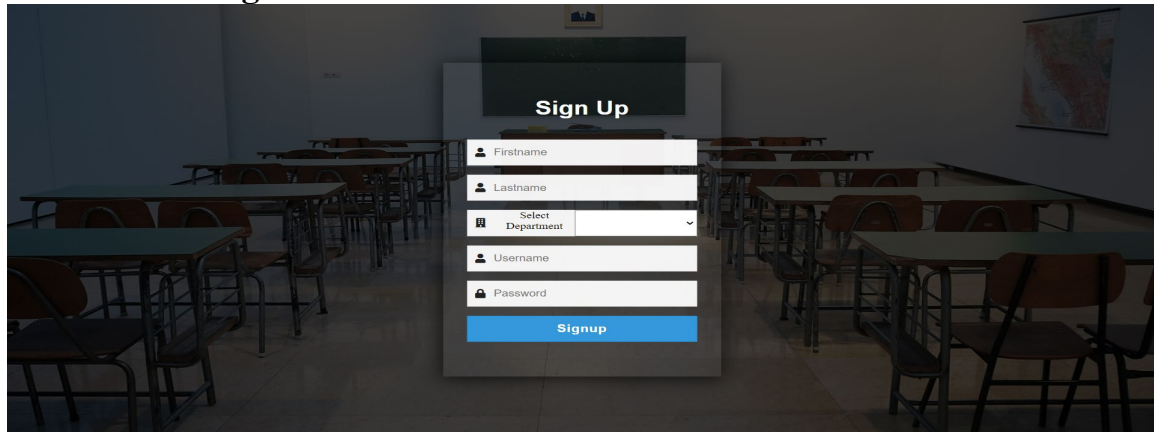 Sign Up
Firstname
Lastname
Select
Department
Username
Password
Signup